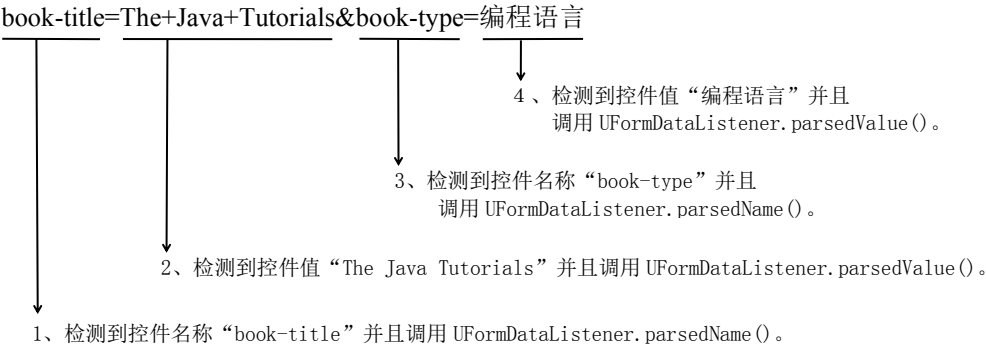 book-title=The+Java+Tutorials&book-type=编程语言
4、检测到控件值“编程语言”并且
调用 UFormDataListener.parsedValue()。
3、检测到控件名称“book-type”并且
调用 UFormDataListener.parsedName()。
2、检测到控件值“The Java Tutorials”并且调用 UFormDataListener.parsedValue()。
1、检测到控件名称“book-title”并且调用 UFormDataListener.parsedName()。